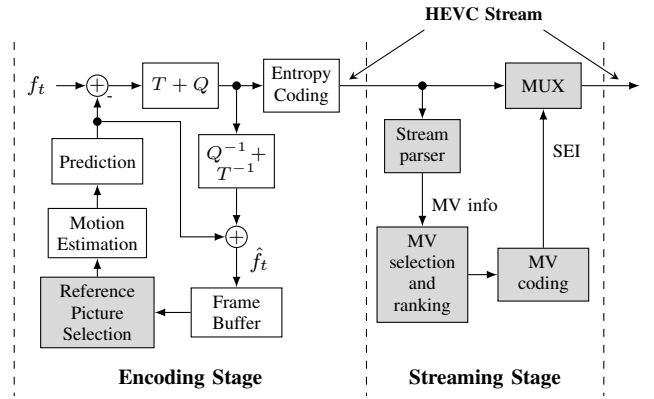 HEVC Stream
f_t
-
T + Q
Entropy
Coding
MUX
Stream
parser
SEI
Prediction
Q^{-1} +
T^{-1}
MV info
Motion
Estimation
\hat{f}_t
MV
selection
and
ranking
MV
coding
Reference
Picture
Selection
Frame
Buffer
Encoding Stage
Streaming Stage